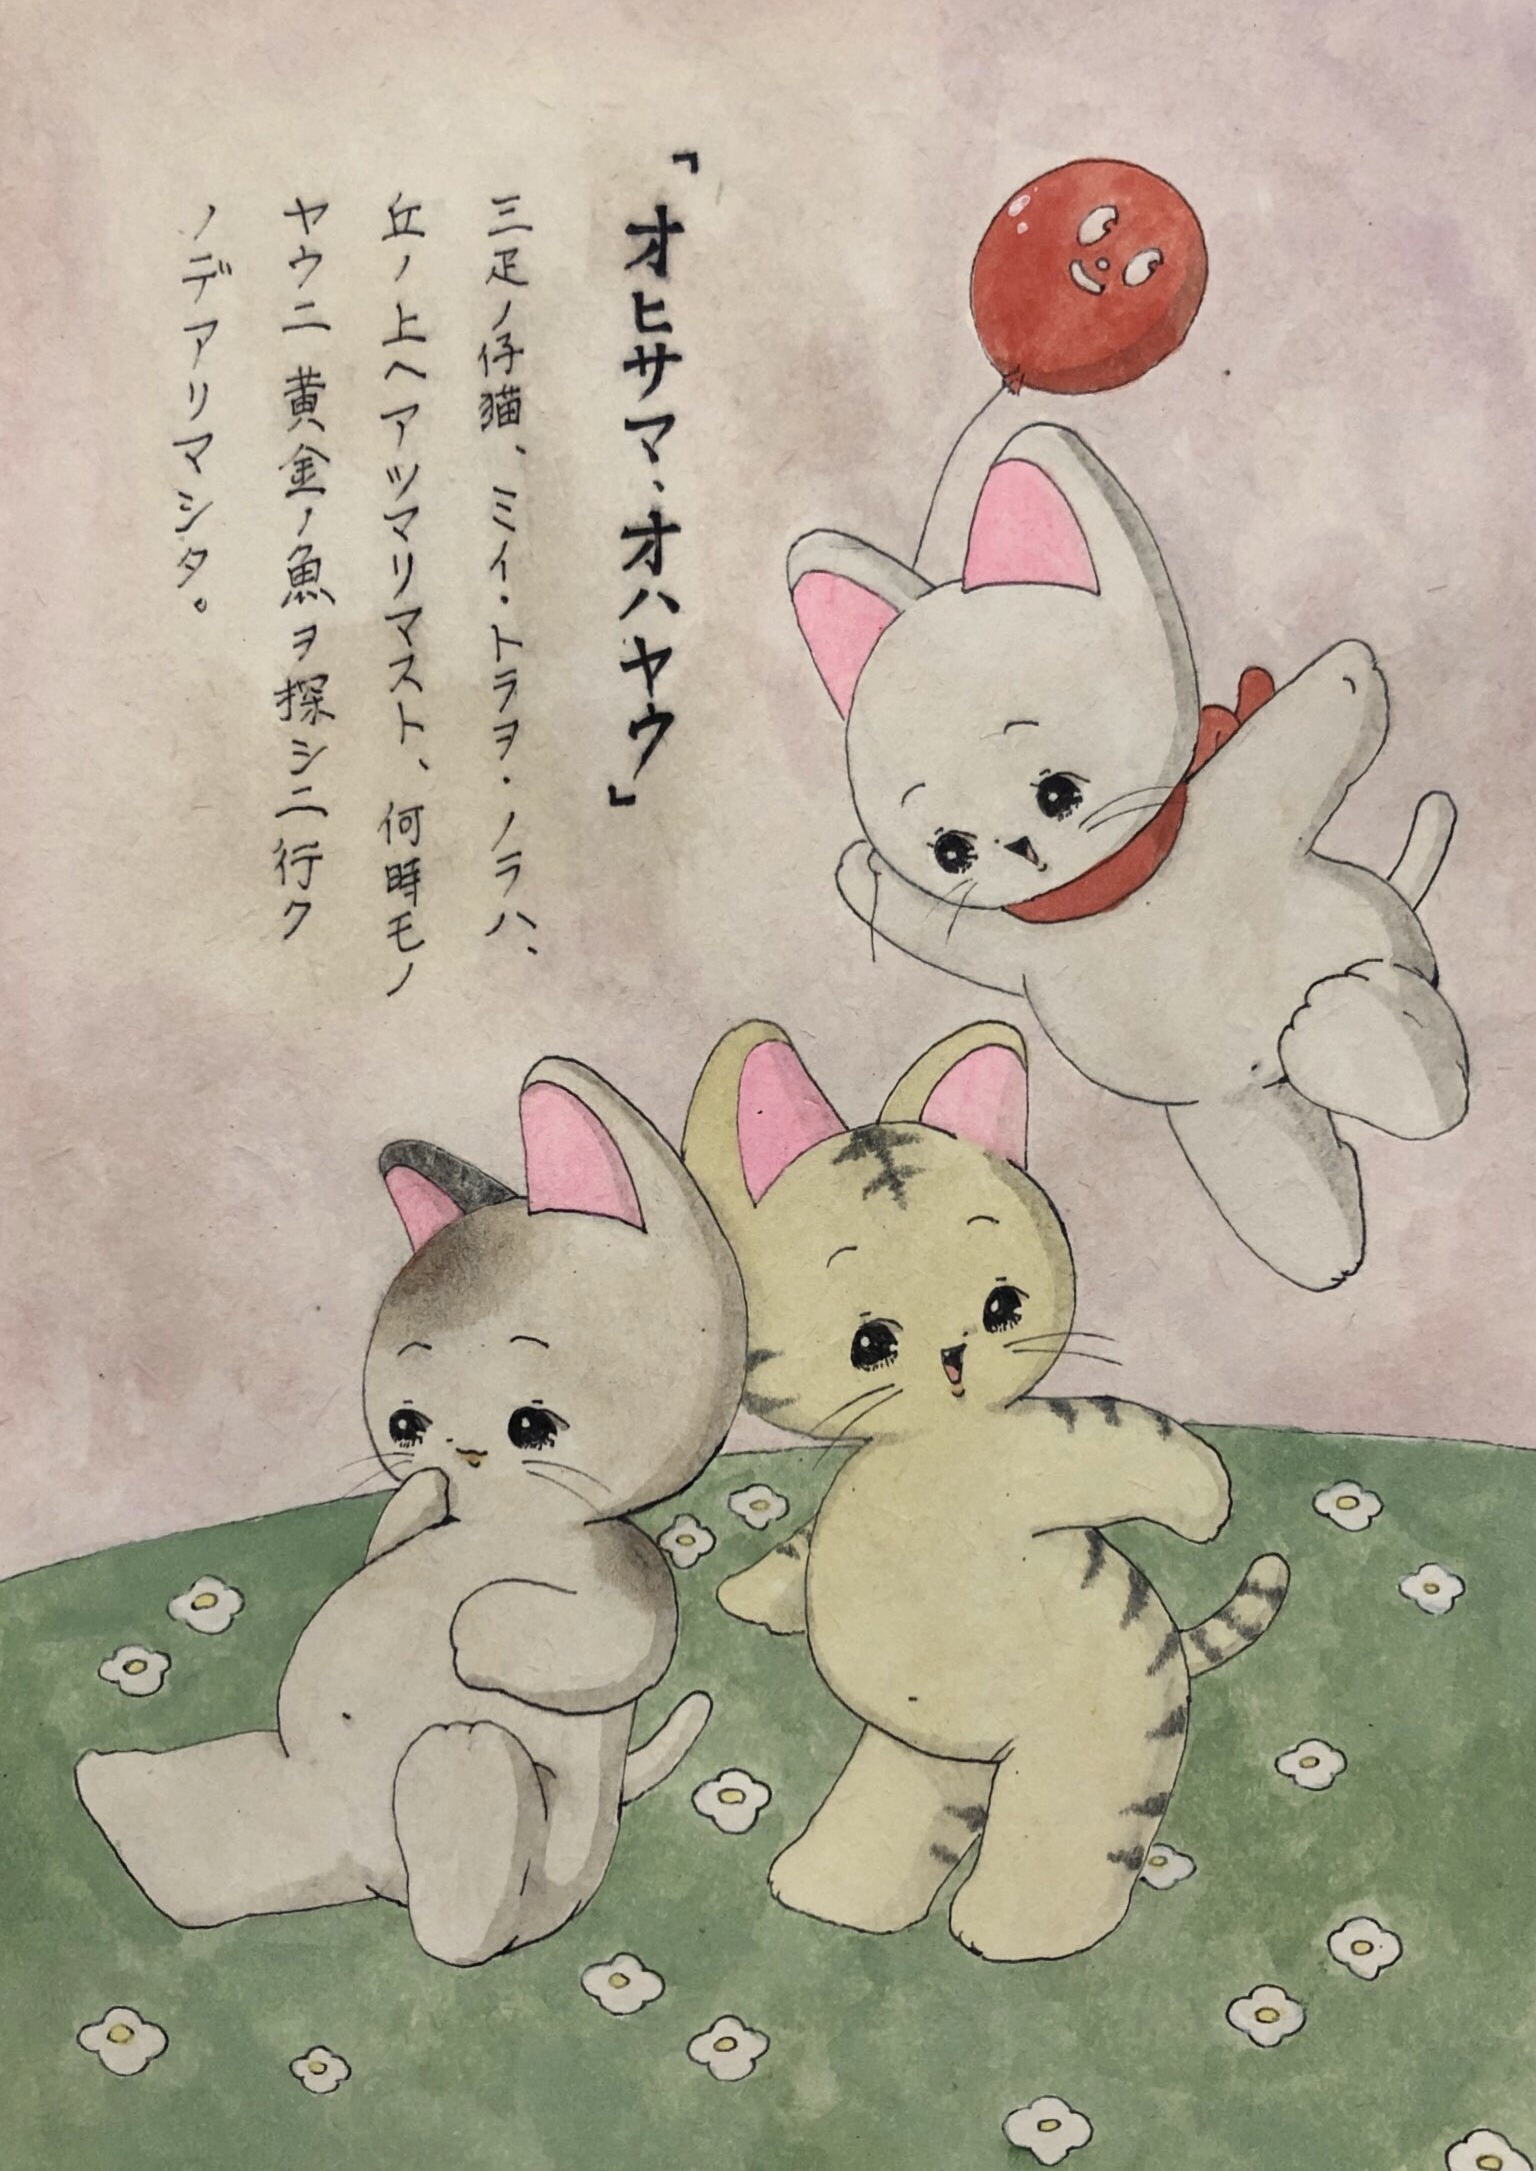 「オヒサマ、オハヤウ」
三疋ノ仔猫、ミイ・トラヲ・ノラハ、
丘ノ上ヘアツマリマスト、何時モノ
ヤウニ黄金ノ魚ヲ探シニ行ク
ノデアリマシタ。